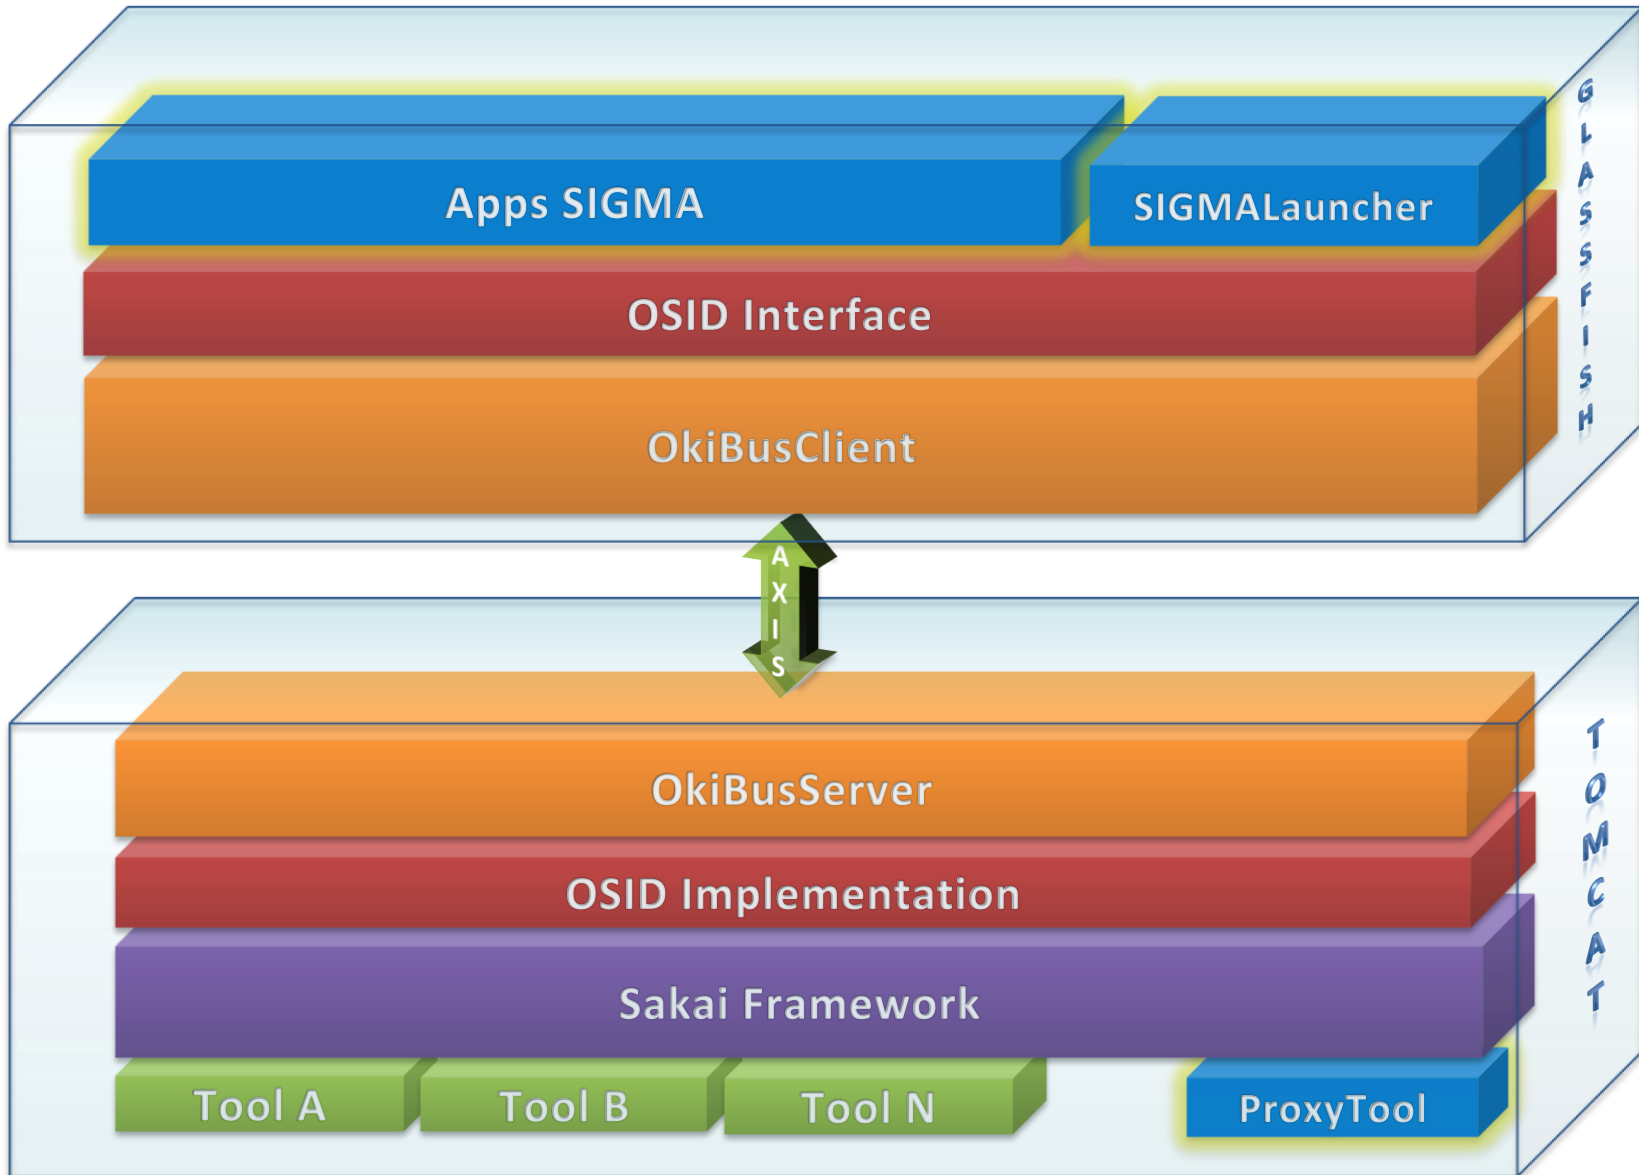 Apps SIGMA
SIGMALauncher
OSID Interface
OkiBusClient
GLASSFISH
AXIS
OkiBusServer
OSID Implementation
Sakai Framework
Tool A
Tool B
Tool N
ProxyTool
TOMCAT